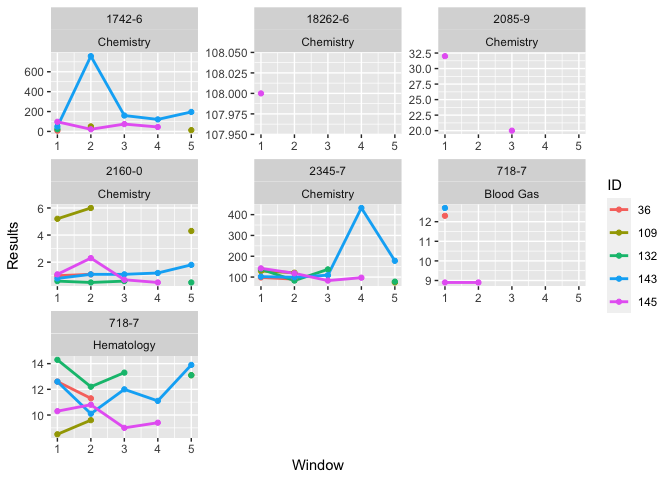 1742-6
Chemistry
600
400
200
0
1 2 3 4 5
18262-6
Chemistry
108.050
108.025
108.000
107.975
107.950
1 2 3 4 5
2085-9
Chemistry
32.5
30.0
27.5
25.0
22.5
20.0
1 2 3 4 5
2160-0
Chemistry
6
4
2
1 2 3 4 5
2345-7
Chemistry
400
300
200
100
1 2 3 4 5
718-7
Blood Gas
12
11
10
9
1 2 3 4 5
718-7
Hematology
14
12
10
1 2 3 4 5
Results
Window
ID
36
109
132
143
145